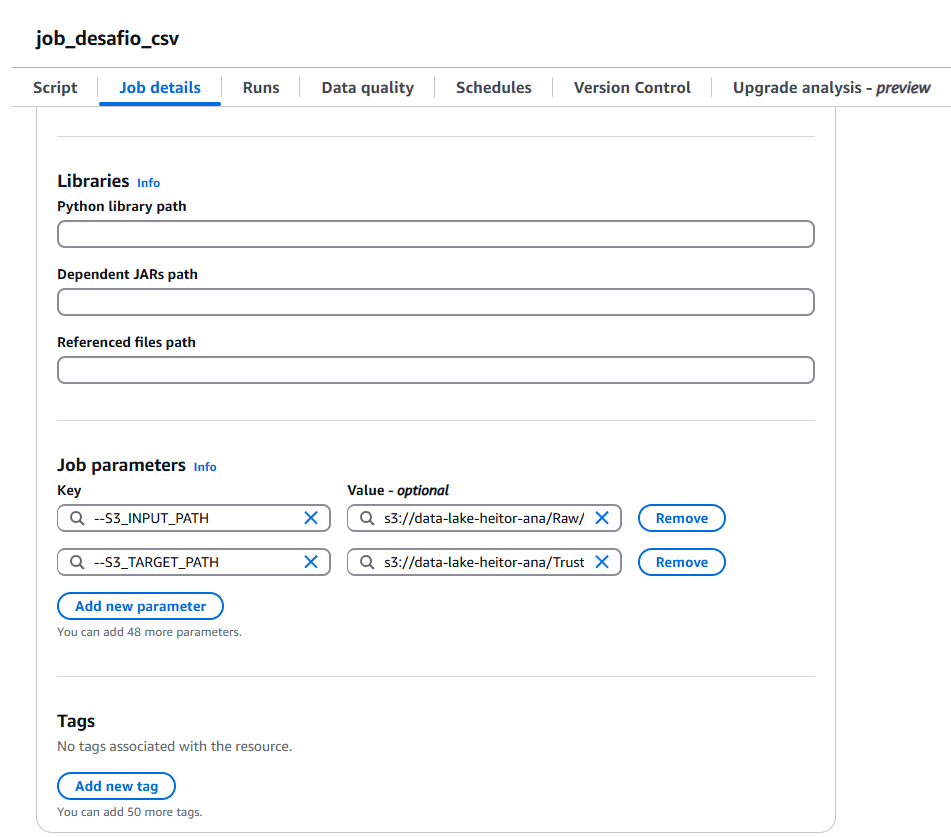 job_desafio_csv
Script Job details Runs Data quality Schedules Version Control Upgrade analysis - preview
Libraries Info
Python library path
Dependent JARs path
Referenced files path
Job parameters Info
Key Value - optional
--S3_INPUT_PATH s3://data-lake-heitor-ana/Raw/ Remove
--S3_TARGET_PATH s3://data-lake-heitor-ana/Trust Remove
Add new parameter
You can add 48 more parameters.
Tags
No tags associated with the resource.
Add new tag
You can add 50 more tags.